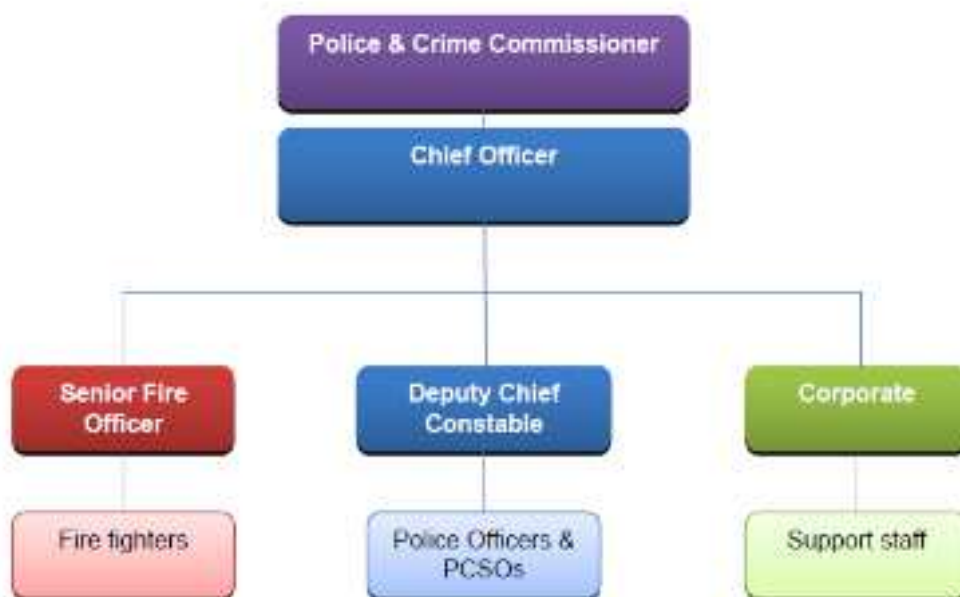 Police & Crime Commissioner
Chief Officer
Senior Fire
Officer
Deputy Chief
Constable
Corporate
Fire fighters
Police Officers &
PCSOs
Support staff